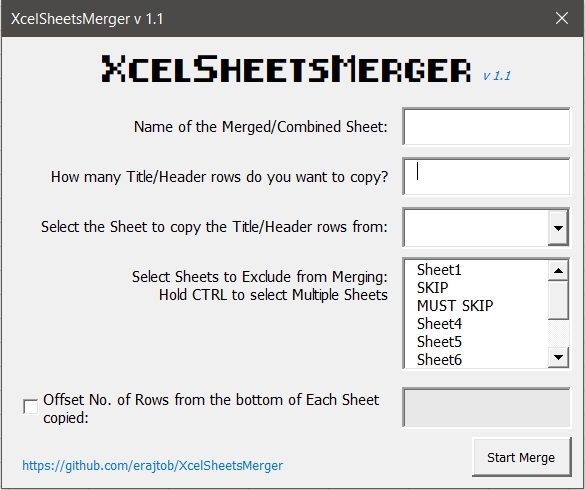 XcelSheetsMerger v 1.1
XCELSHEETSMERGER v 1.1
Name of the Merged/Combined Sheet:
How many Title/Header rows do you want to copy?
Select the Sheet to copy the Title/Header rows from:
Select Sheets to Exclude from Merging:
Hold CTRL to select Multiple Sheets
Sheet1
SKIP
MUST SKIP
Sheet4
Sheet5
Sheet6
Offset No. of Rows from the bottom of Each Sheet
copied:
https://github.com/erajtob/XcelSheetsMerger
Start Merge